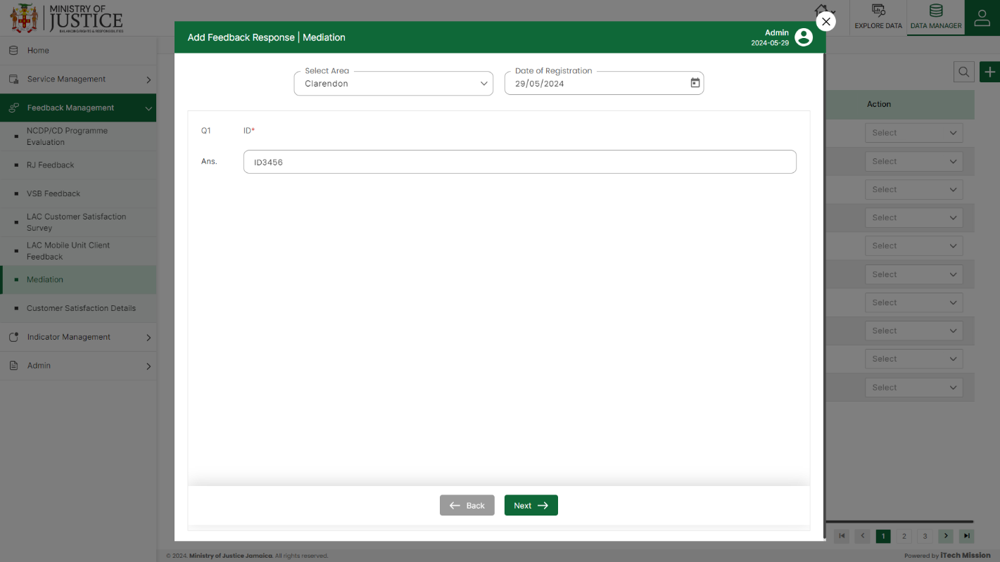 MINISTRY OF
JUSTICE
BALANCING RIGHTS & RESPONSIBILITIES
EXPLORE DATA
DATA MANAGER
Home
Service Management
Feedback Management
NCDP/CD Programme
Evaluation
RJ Feedback
VSB Feedback
LAC Customer Satisfaction
Survey
LAC Mobile Unit Client
Feedback
Mediation
Customer Satisfaction Details
Indicator Management
Admin
Add Feedback Response | Mediation
Admin
2024-05-29
Select Area
Clarendon
Date of Registration
29/05/2024
Q1 ID*
Ans. ID3456
Back
Next
Action
Select
Select
Select
Select
Select
Select
Select
Select
Select
Select
1 2 3
© 2024. Ministry of Justice Jamaica. All rights reserved.
Powered by iTech Mission